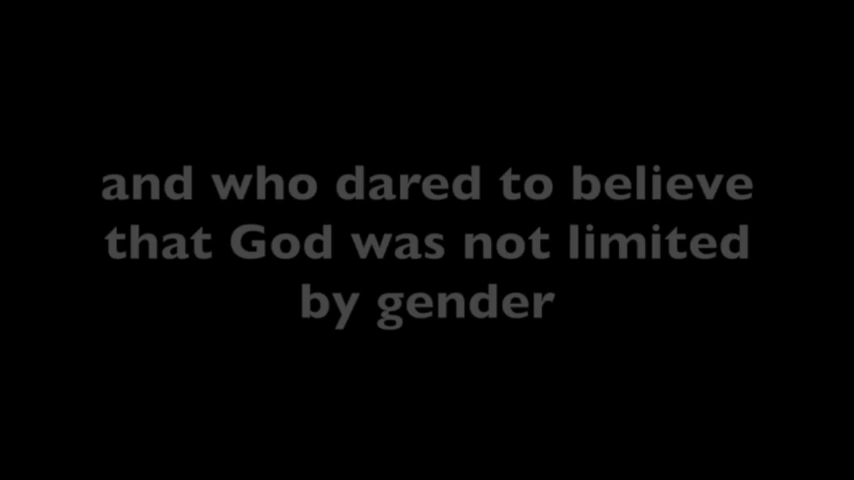 and who dared to believe
that God was not limited
by gender